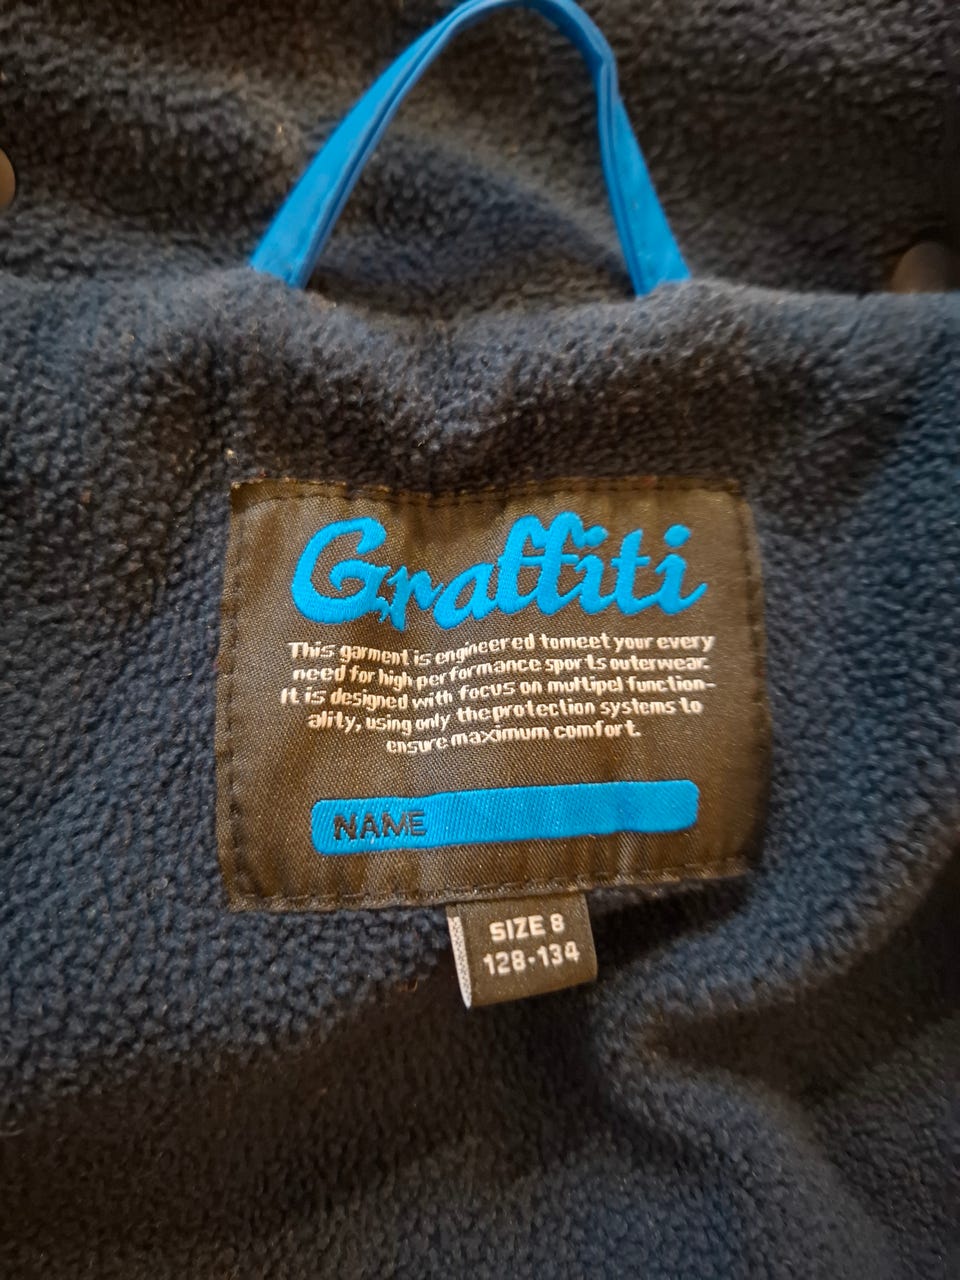 Graffiti
This garment is engineered tomeet your every
need for high performance sports outerwear.
It is designed with focus on multipel function-
ality, using only the protection systems to
ensure maximum comfort.
NAME
SIZE 8
128-134